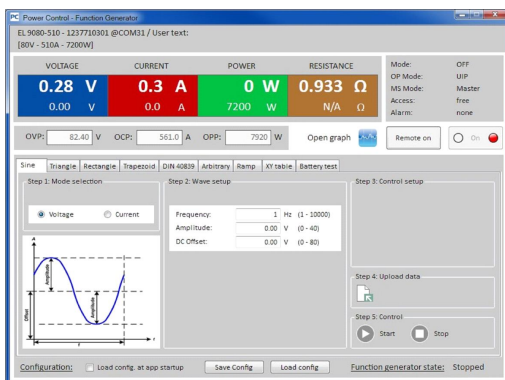 PC Power Control - Function Generator
EL 9080-510 - 1237710301 @COM31 / User text:
[80V - 510A - 7200W]
VOLTAGE CURRENT POWER RESISTANCE
0.28 V 0.3 A 0 W 0.933 Ω
0.00 V 0.0 A 7200 W N/A Ω
Mode: OFF
OP Mode: UIP
MS Mode: Master
Access: free
Alarm: none
OVP: 82.40 V OCP: 561.0 A OPP: 7920 W Open graph Remote on On
Sine Triangle Rectangle Trapezoid DIN 40839 Arbitrary Ramp XY table Battery test
Step 1: Mode selection
Voltage Current
Step 2: Wave setup
Frequency: 1 Hz (1 - 10000)
Amplitude: 0.00 V (0 - 40)
DC Offset: 0.00 V (0 - 80)
Step 3: Control setup
A
Amplitude
Amplitude
Offset
t
Step 4: Upload data
Step 5: Control
Start Stop
Configuration: Load config. at app startup Save Config Load config Function generator state: Stopped